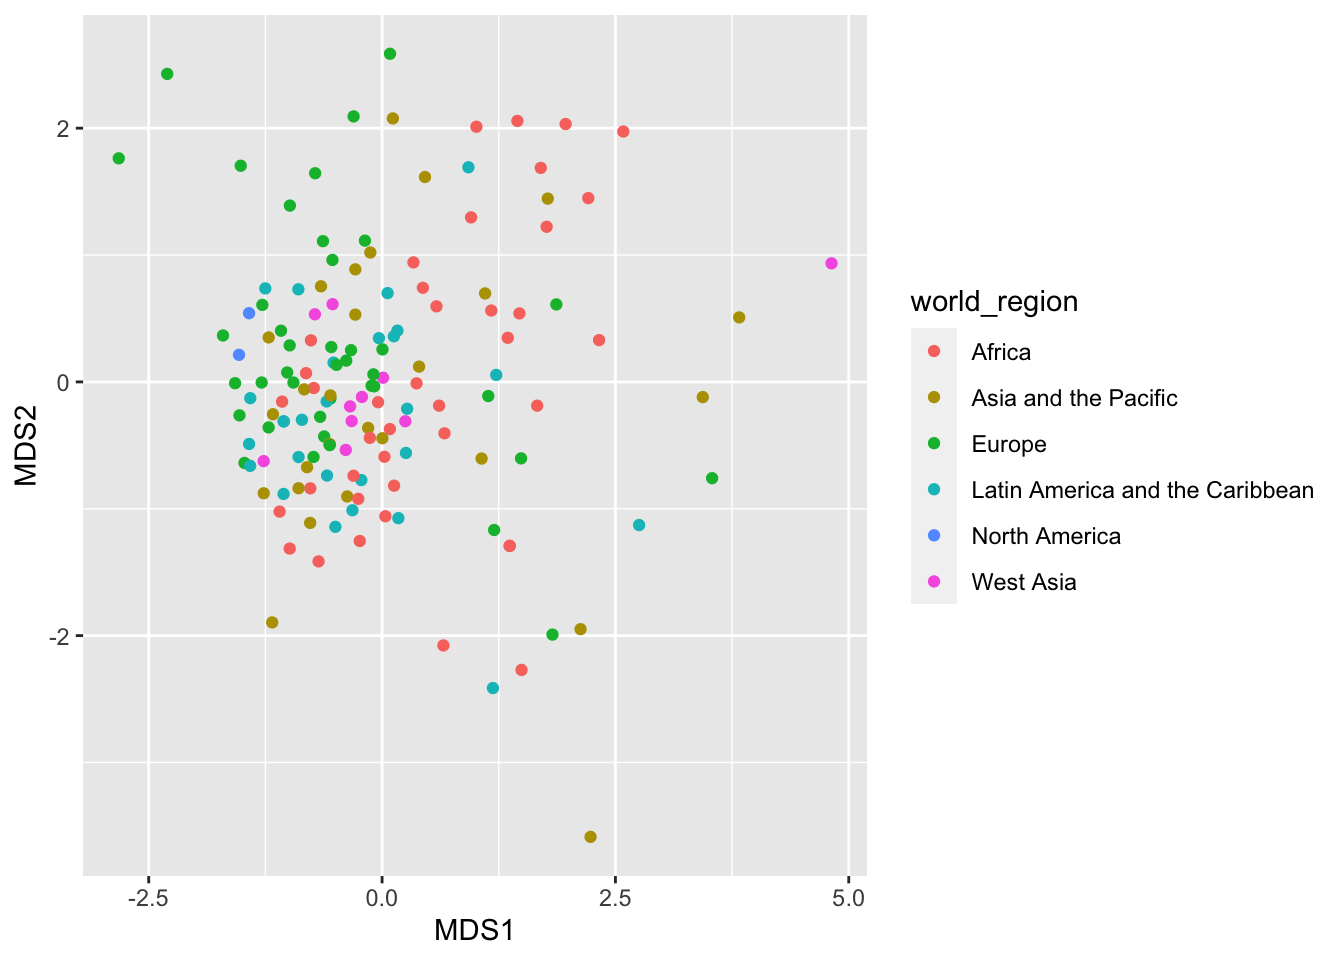 2
0
-2
MDS2
-2.5
0.0
2.5
5.0
MDS1
world_region
Africa
Asia and the Pacific
Europe
Latin America and the Caribbean
North America
West Asia